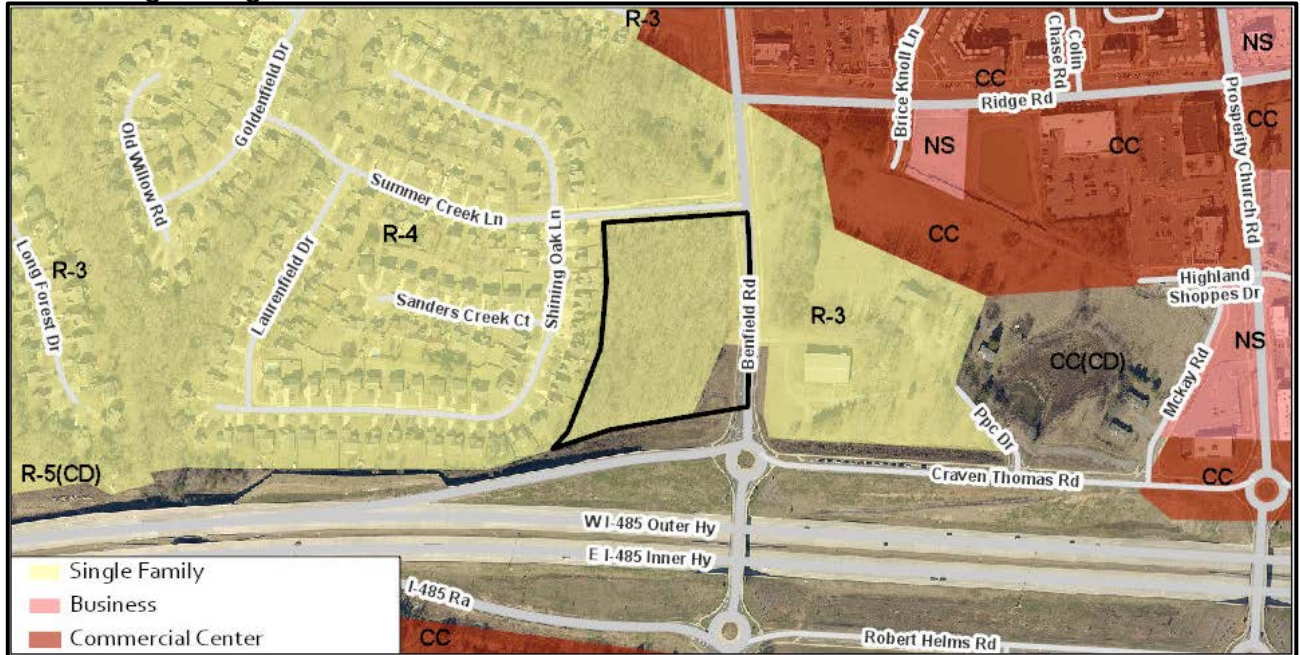 R-3
Goldenfield Dr
Old Willow Rd
Brice Knoll Ln
Colin
Chase Rd
NS
CC
Ridge Rd
Prosperity Church Rd
CC
NS
CC
Summer Creek Ln
Shining Oak Ln
R-4
Laurenfield Dr
Long Forest Dr
R-3
Sanders Creek Ct
Benfield Rd
R-3
CC
Highland
Shoppes Dr
NS
CC(CD)
Mckay Rd
Ppc Dr
R-5(CD)
Craven Thomas Rd
CC
W I-485 Outer Hy
E I-485 Inner Hy
I-485 Ra
CC
Robert Helms Rd
Single Family
Business
Commercial Center